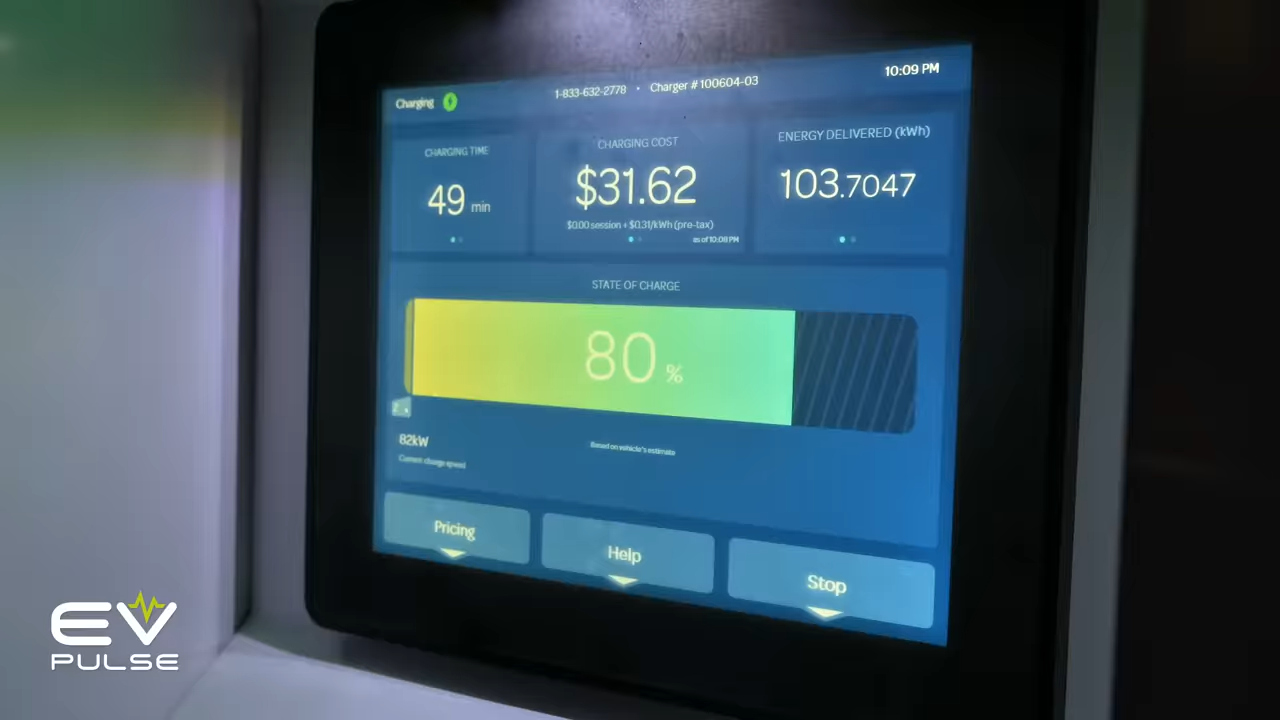 Charging
1-833-632-2778 • Charger # 100604-03
10:09 PM
CHARGING TIME
49 min
CHARGING COST
$31.62
$0.00 session + $0.31/kWh (pre-tax)
as of 10:08 PM
ENERGY DELIVERED (kWh)
103.7047
STATE OF CHARGE
80 %
82kW
Current charge speed
Based on vehicle's estimate
Pricing
Help
Stop
EV
PULSE